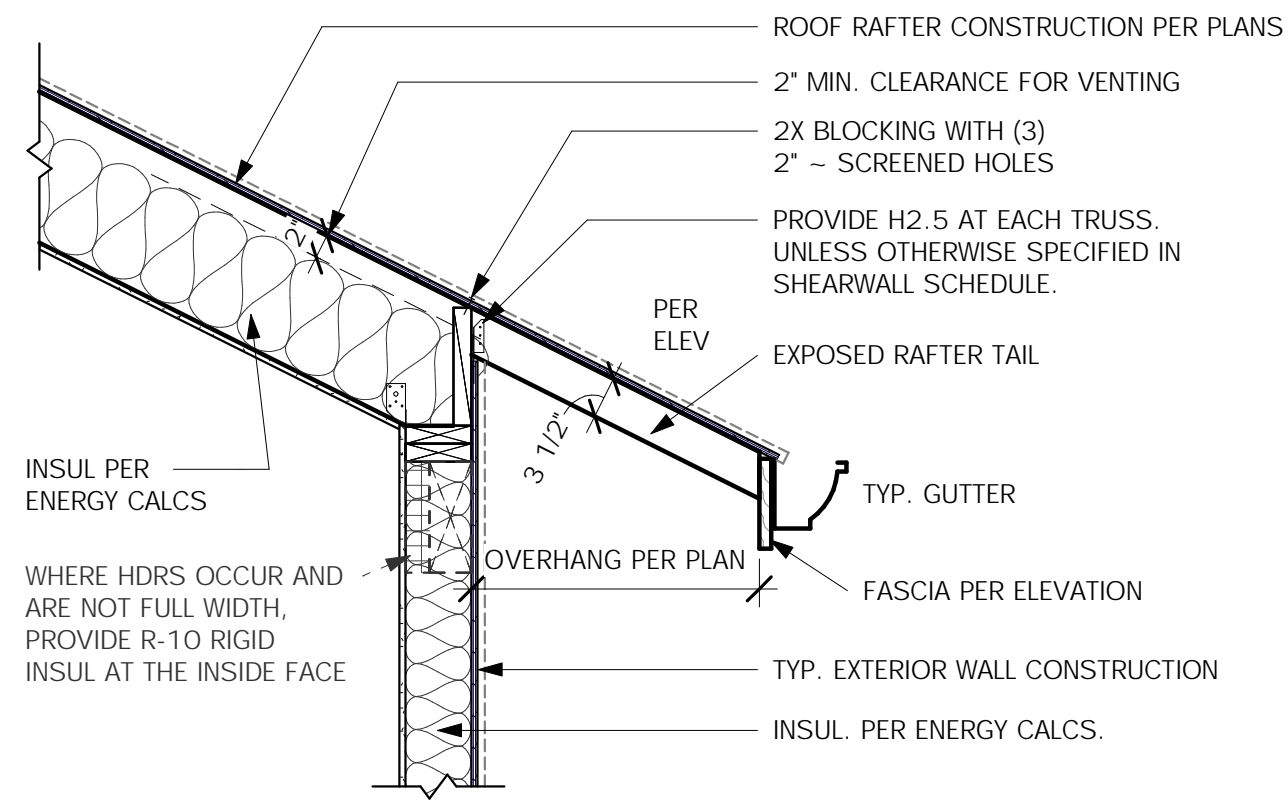 ROOF RAFTER CONSTRUCTION PER PLANS
2" MIN. CLEARANCE FOR VENTING
2X BLOCKING WITH (3)
2" ~ SCREENED HOLES
PROVIDE H2.5 AT EACH TRUSS.
UNLESS OTHERWISE SPECIFIED IN
SHEARWALL SCHEDULE.
2"
PER
ELEV
EXPOSED RAFTER TAIL
3 1/2"
INSUL PER
ENERGY CALCS
TYP. GUTTER
OVERHANG PER PLAN
WHERE HDRS OCCUR AND
ARE NOT FULL WIDTH,
PROVIDE R-10 RIGID
INSUL AT THE INSIDE FACE
FASCIA PER ELEVATION
TYP. EXTERIOR WALL CONSTRUCTION
INSUL. PER ENERGY CALCS.